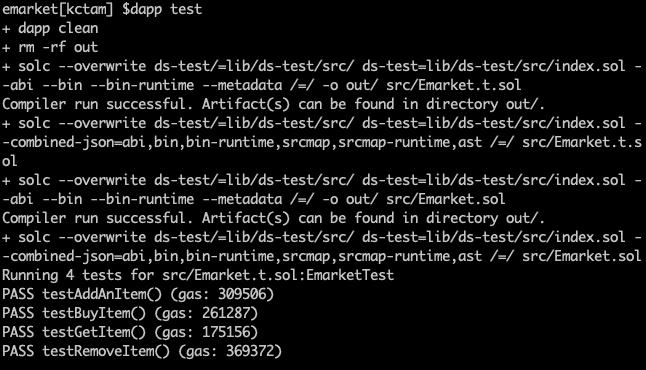 emarket[kctam] $dapp test
+ dapp clean
+ rm -rf out
+ solc --overwrite ds-test/=lib/ds-test/src/ ds-test=lib/ds-test/src/index.sol -
-abi --bin --bin-runtime --metadata /=/ -o out/ src/Emarket.t.sol
Compiler run successful. Artifact(s) can be found in directory out/.
+ solc --overwrite ds-test/=lib/ds-test/src/ ds-test=lib/ds-test/src/index.sol -
-combined-json=abi,bin,bin-runtime,srcmap,srcmap-runtime,ast /=/ src/Emarket.t.s
ol
+ solc --overwrite ds-test/=lib/ds-test/src/ ds-test=lib/ds-test/src/index.sol -
-abi --bin --bin-runtime --metadata /=/ -o out/ src/Emarket.sol
Compiler run successful. Artifact(s) can be found in directory out/.
+ solc --overwrite ds-test/=lib/ds-test/src/ ds-test=lib/ds-test/src/index.sol -
-combined-json=abi,bin,bin-runtime,srcmap,srcmap-runtime,ast /=/ src/Emarket.sol
Running 4 tests for src/Emarket.t.sol:EmarketTest
PASS testAddAnItem() (gas: 309506)
PASS testBuyItem() (gas: 261287)
PASS testGetItem() (gas: 175156)
PASS testRemoveItem() (gas: 369372)